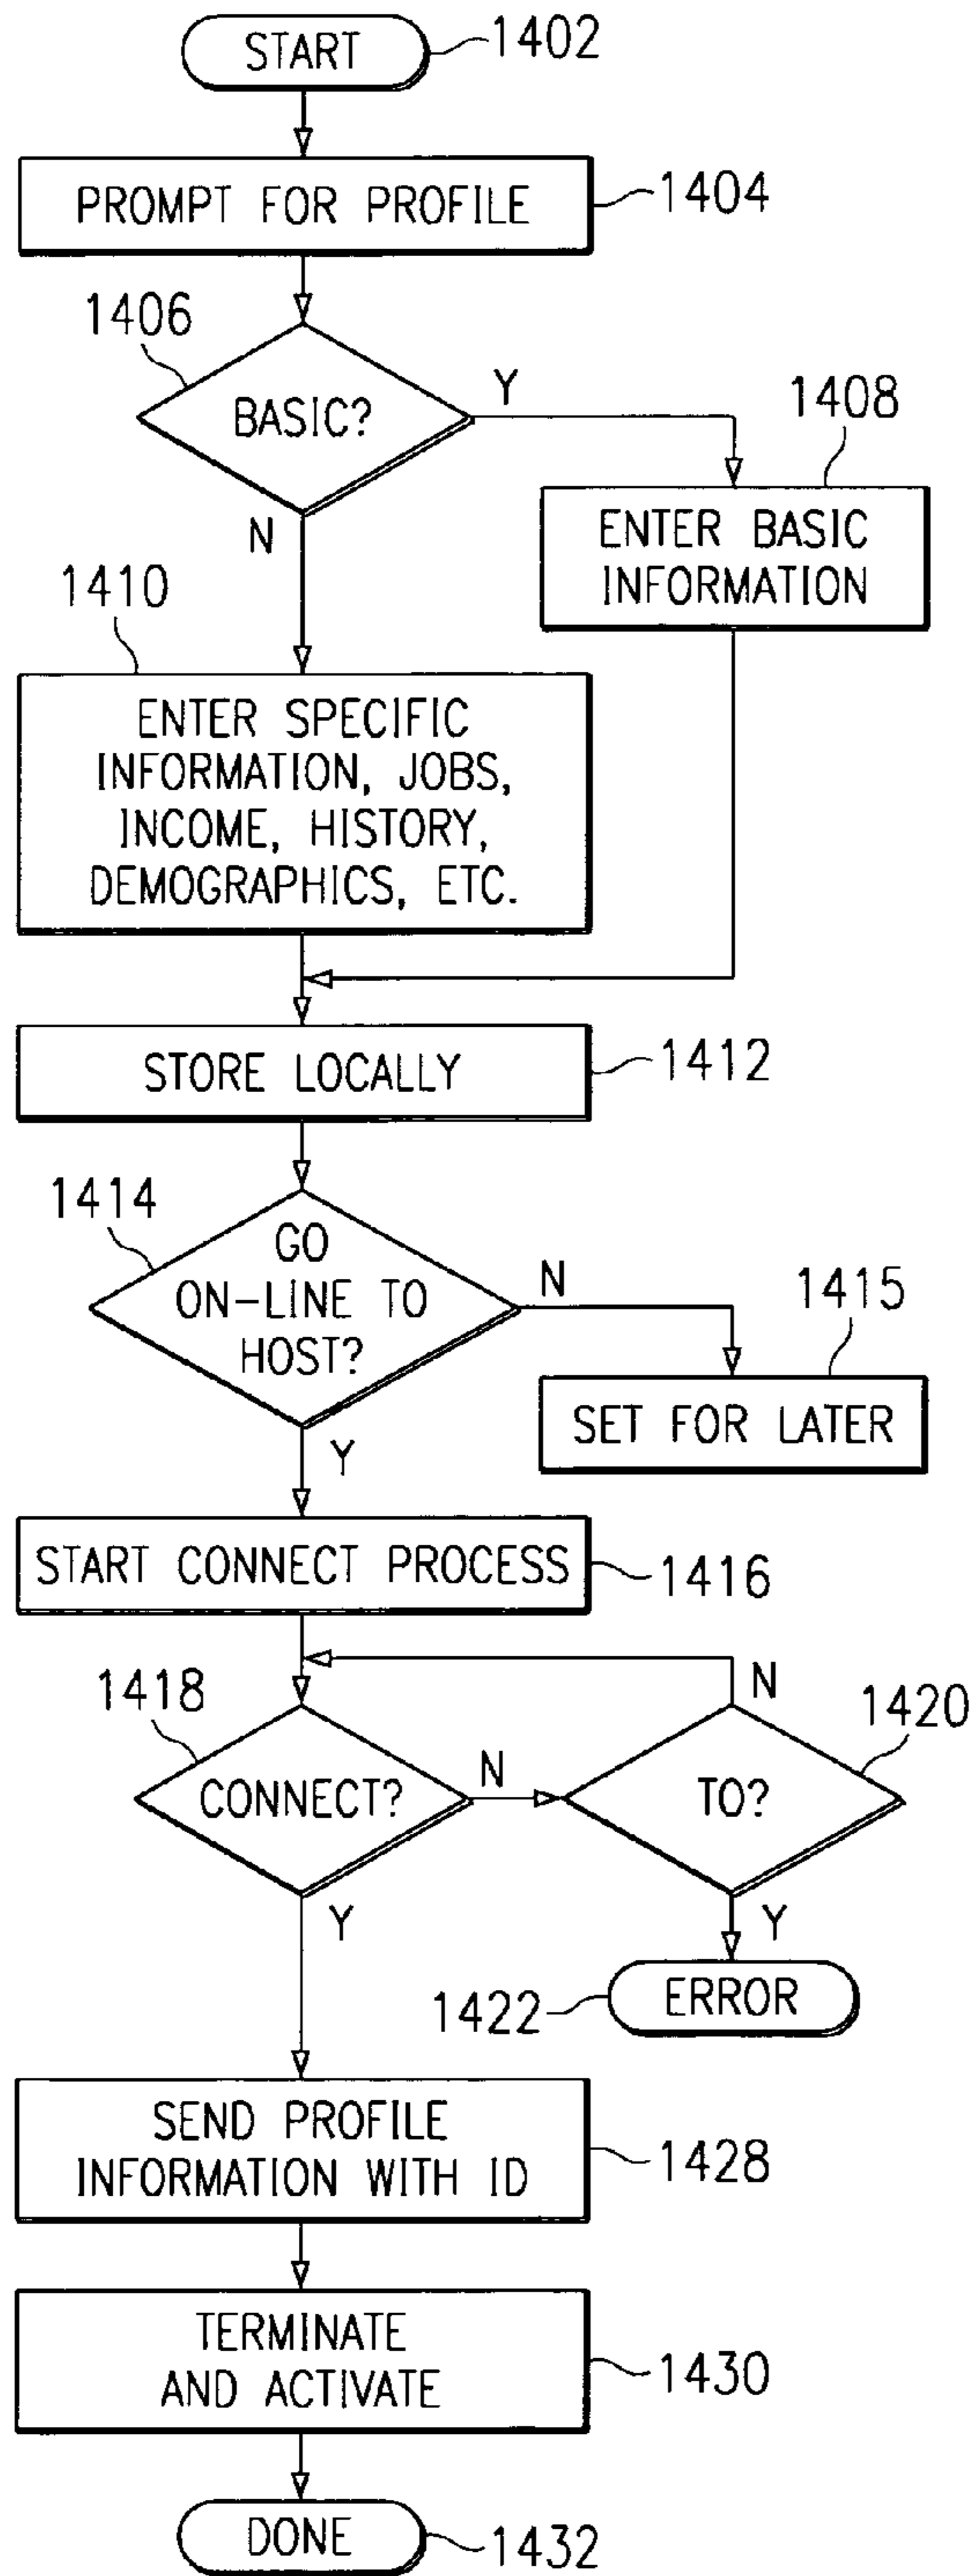 START
1402
PROMPT FOR PROFILE
1404
1406
BASIC?
Y
N
1408
ENTER BASIC
INFORMATION
1410
ENTER SPECIFIC
INFORMATION, JOBS,
INCOME, HISTORY,
DEMOGRAPHICS, ETC.
STORE LOCALLY
1412
1414
GO
ON-LINE TO
HOST?
N
Y
1415
SET FOR LATER
START CONNECT PROCESS
1416
1418
CONNECT?
N
Y
1420
TO?
N
Y
1422
ERROR
SEND PROFILE
INFORMATION WITH ID
1428
TERMINATE
AND ACTIVATE
1430
DONE
1432